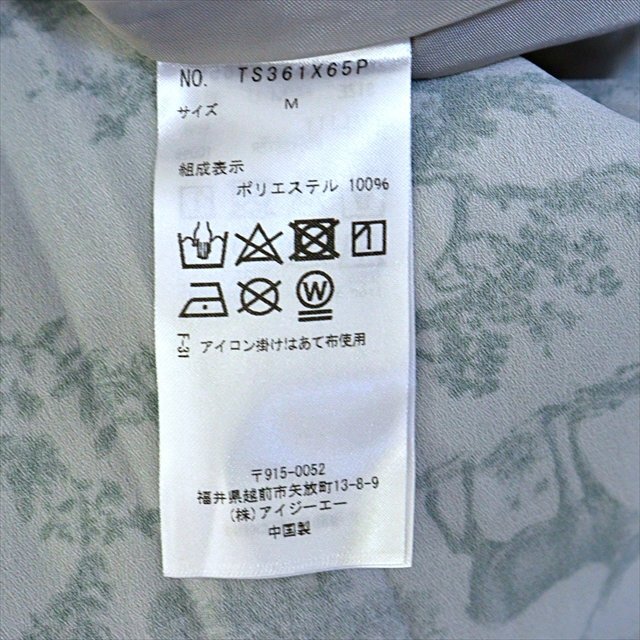 NO. TS361X65P
サイズ M
組成表示
ポリエステル 100%
W
F-31 アイコン掛けはあて布使用
〒915-0052
福井県越前市矢放町13-8-9
(株)アイジーエー
中国製